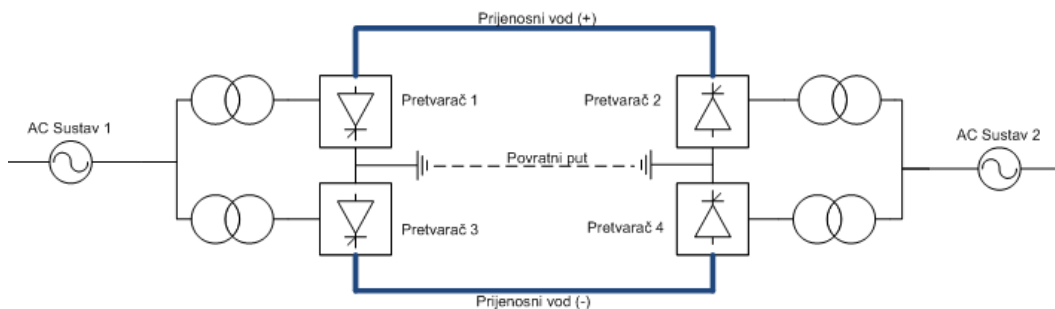 Prijenosni vod (+)
Pretvarač 1
Pretvarač 2
AC Sustav 1
Povratni put
AC Sustav 2
Pretvarač 3
Pretvarač 4
Prijenosni vod (-)